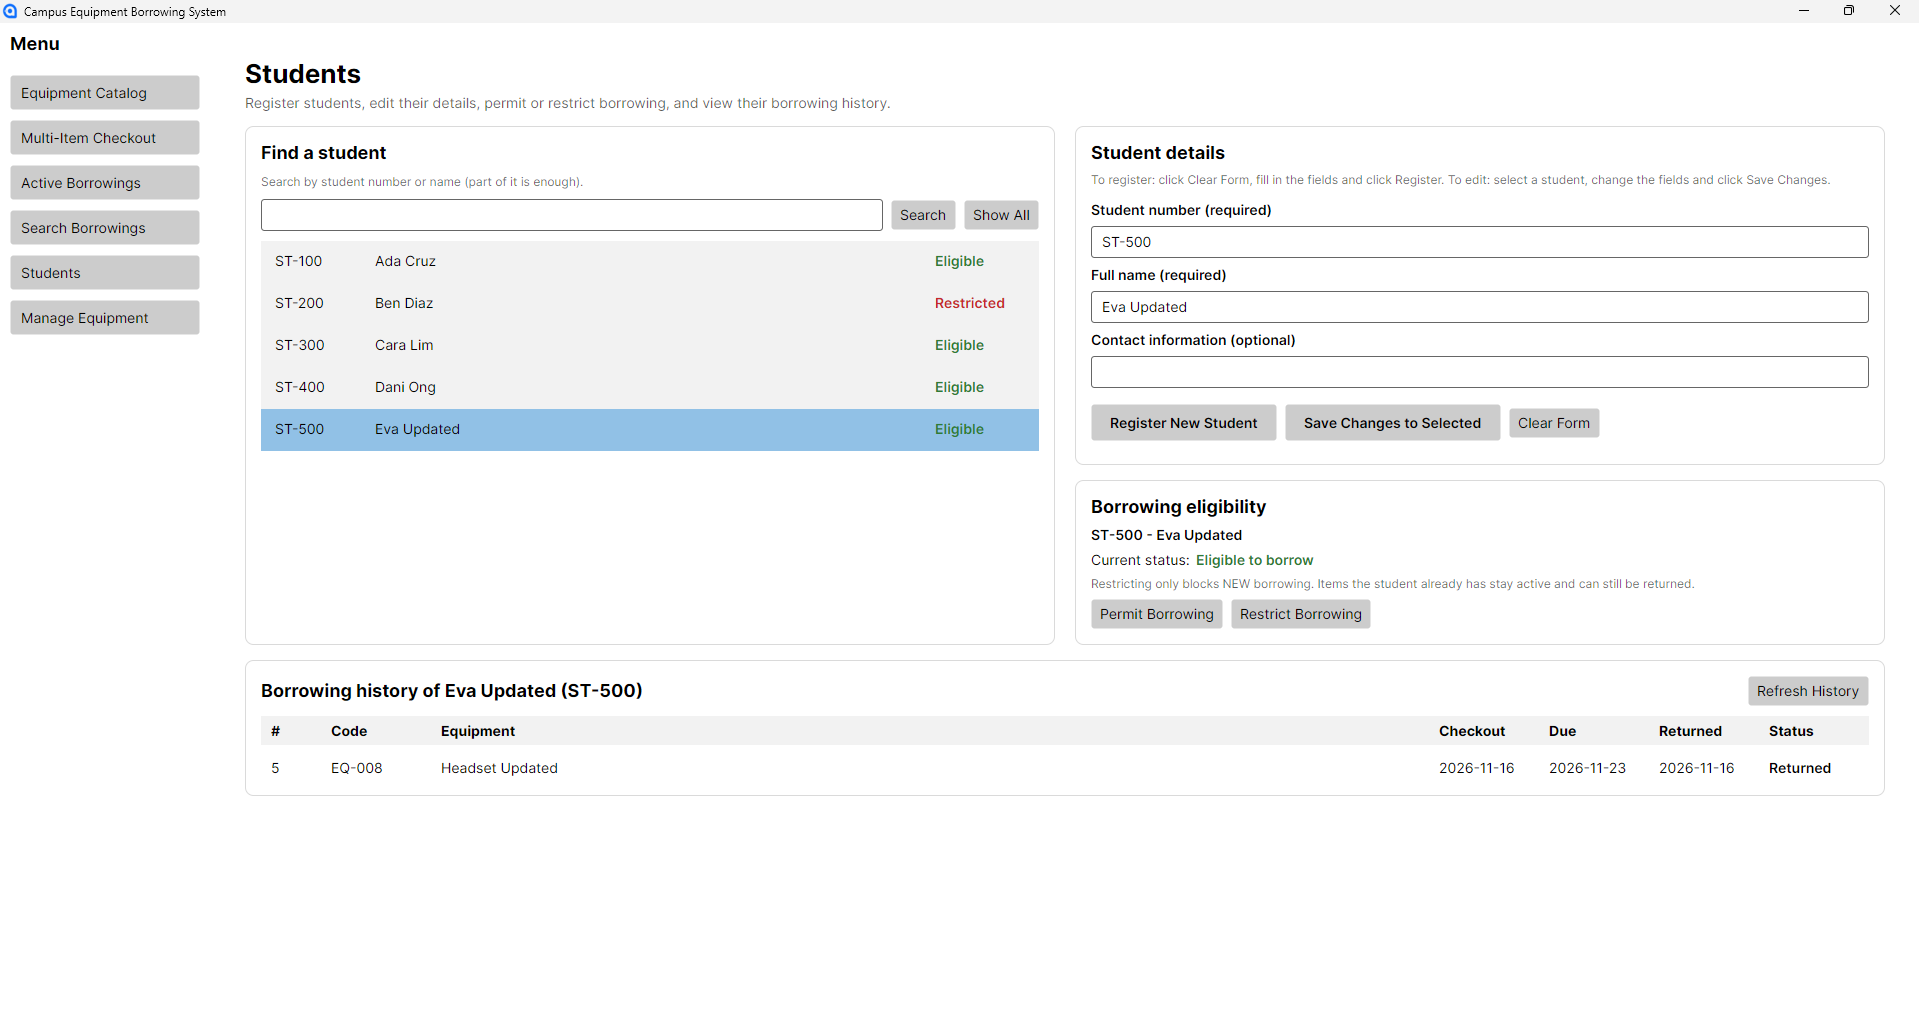 Campus Equipment Borrowing System
Menu
Equipment Catalog
Multi-Item Checkout
Active Borrowings
Search Borrowings
Students
Manage Equipment
Students
Register students, edit their details, permit or restrict borrowing, and view their borrowing history.
Find a student
Search by student number or name (part of it is enough).
Search Show All
ST-100 Ada Cruz Eligible
ST-200 Ben Diaz Restricted
ST-300 Cara Lim Eligible
ST-400 Dani Ong Eligible
ST-500 Eva Updated Eligible
Student details
To register: click Clear Form, fill in the fields and click Register. To edit: select a student, change the fields and click Save Changes.
Student number (required)
ST-500
Full name (required)
Eva Updated
Contact information (optional)
Register New Student Save Changes to Selected Clear Form
Borrowing eligibility
ST-500 - Eva Updated
Current status: Eligible to borrow
Restricting only blocks NEW borrowing. Items the student already has stay active and can still be returned.
Permit Borrowing Restrict Borrowing
Borrowing history of Eva Updated (ST-500)
Refresh History
# Code Equipment Checkout Due Returned Status
5 EQ-008 Headset Updated 2026-11-16 2026-11-23 2026-11-16 Returned